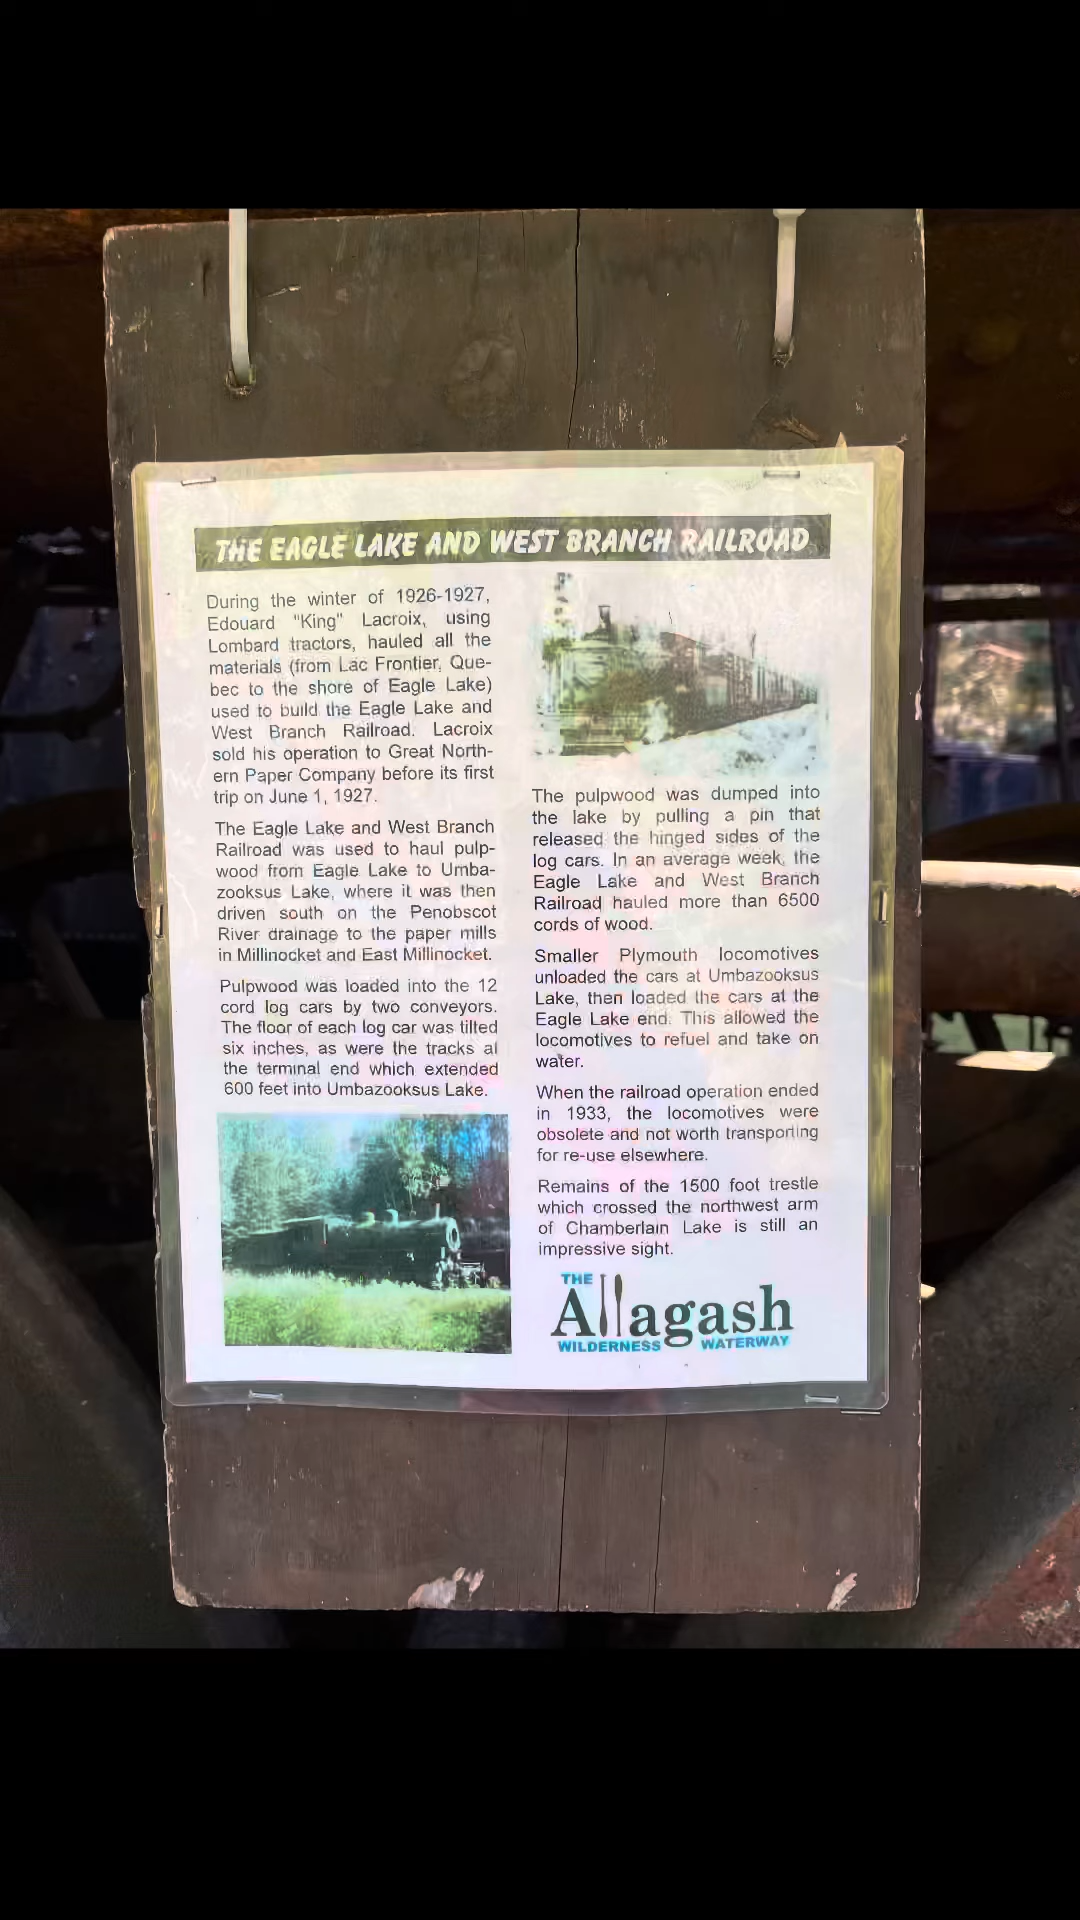 THE EAGLE LAKE AND WEST BRANCH RAILROAD
During the winter of 1926-1927,
Edouard "King" Lacroix, using
Lombard tractors, hauled all the
materials (from Lac Frontier, Que-
bec to the shore of Eagle Lake)
used to build the Eagle Lake and
West Branch Railroad. Lacroix
sold his operation to Great North-
ern Paper Company before its first
trip on June 1, 1927.
The Eagle Lake and West Branch
Railroad was used to haul pulp-
wood from Eagle Lake to Umba-
zooksus Lake, where it was then
driven south on the Penobscot
River drainage to the paper mills
in Millinocket and East Millinocket.
Pulpwood was loaded into the 12
cord log cars by two conveyors.
The floor of each log car was tilted
six inches, as were the tracks at
the terminal end which extended
600 feet into Umbazooksus Lake.
The pulpwood was dumped into
the lake by pulling a pin that
released the hinged sides of the
log cars. In an average week, the
Eagle Lake and West Branch
Railroad hauled more than 6500
cords of wood.
Smaller Plymouth locomotives
unloaded the cars at Umbazooksus
Lake, then loaded the cars at the
Eagle Lake end. This allowed the
locomotives to refuel and take on
water.
When the railroad operation ended
in 1933, the locomotives were
obsolete and not worth transporting
for re-use elsewhere.
Remains of the 1500 foot trestle
which crossed the northwest arm
of Chamberlain Lake is still an
impressive sight.
THE
Allagash
WILDERNESS WATERWAY